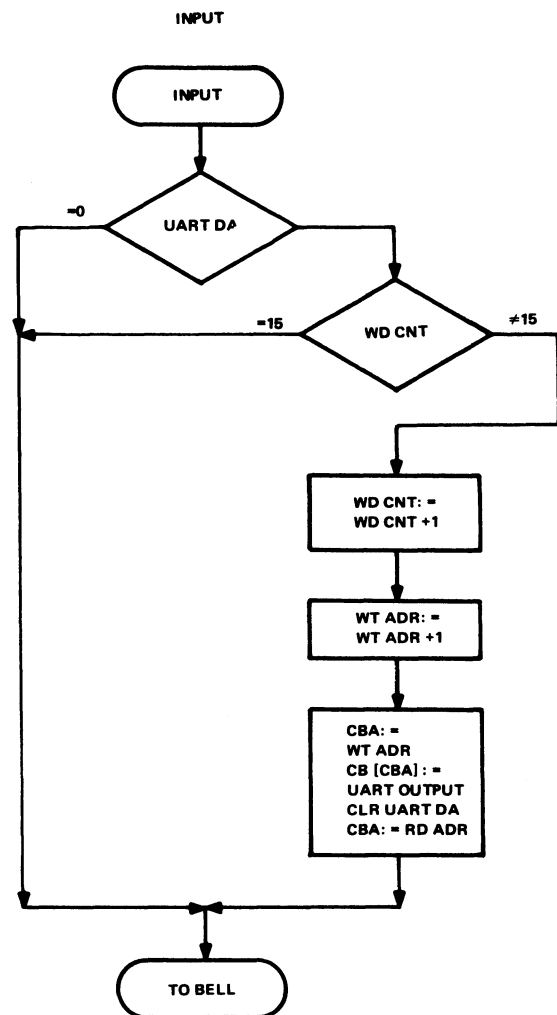 INPUT
INPUT
=0
UART DA
=15
WD CNT
≠15
WD CNT: =
WD CNT +1
WT ADR: =
WT ADR +1
CBA: =
WT ADR
CB [CBA] : =
UART OUTPUT
CLR UART DA
CBA: = RD ADR
TO BELL